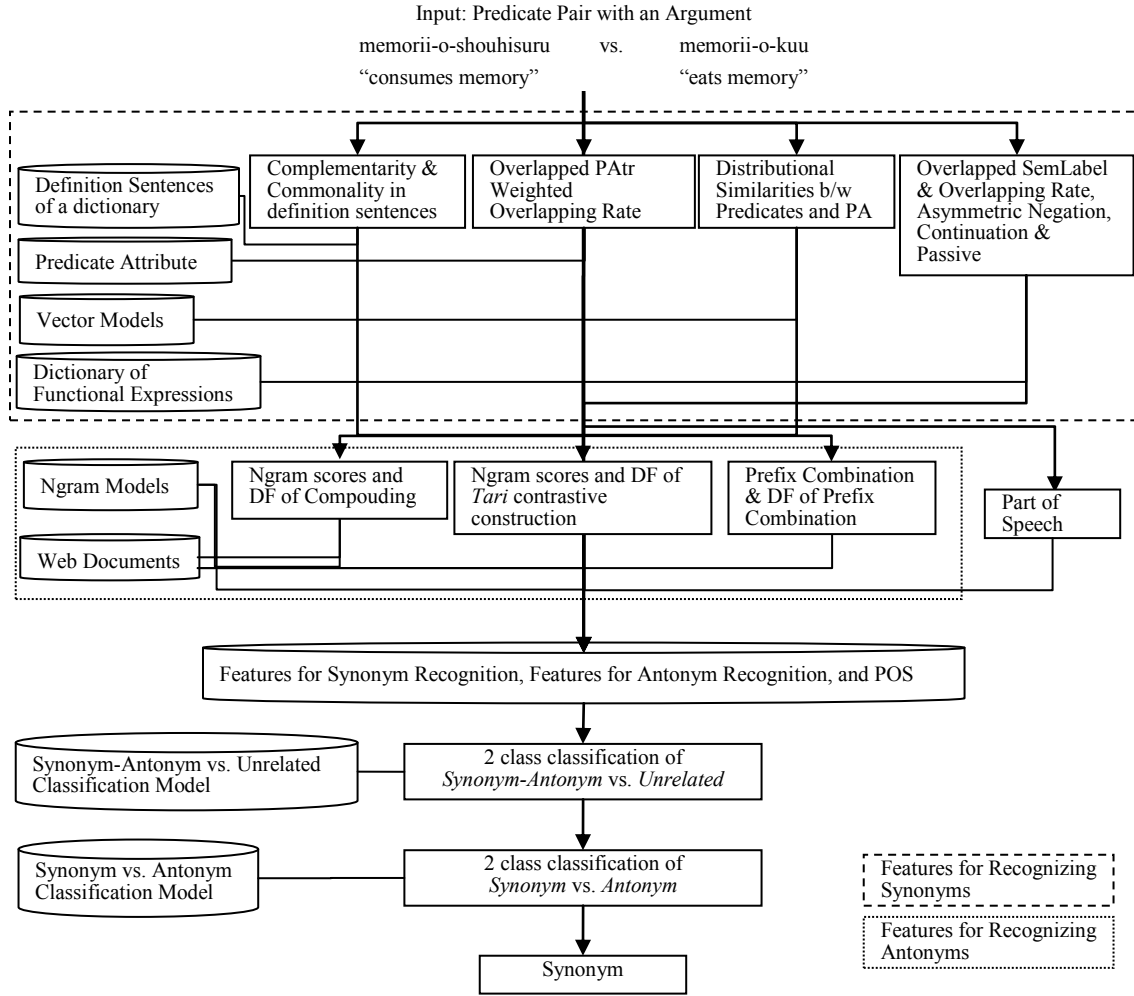 Input: Predicate Pair with an Argument
memorii-o-shouhisuru vs. memorii-o-kuu
“consumes memory” “eats memory”
Definition Sentences
of a dictionary
Complementarity &
Commonality in
definition sentences
Overlapped PAtr
Weighted
Overlapping Rate
Distributional
Similarities b/w
Predicates and PA
Overlapped SemLabel
& Overlapping Rate,
Asymmetric Negation,
Continuation &
Passive
Predicate Attribute
Vector Models
Dictionary of
Functional Expressions
Ngram Models
Web Documents
Ngram scores and
DF of Compouding
Ngram scores and DF of
Tari contrastive
construction
Prefix Combination
& DF of Prefix
Combination
Part of
Speech
Features for Synonym Recognition, Features for Antonym Recognition, and POS
Synonym-Antonym vs. Unrelated
Classification Model
2 class classification of
Synonym-Antonym vs. Unrelated
Synonym vs. Antonym
Classification Model
2 class classification of
Synonym vs. Antonym
Features for Recognizing
Synonyms
Features for Recognizing
Antonyms
Synonym